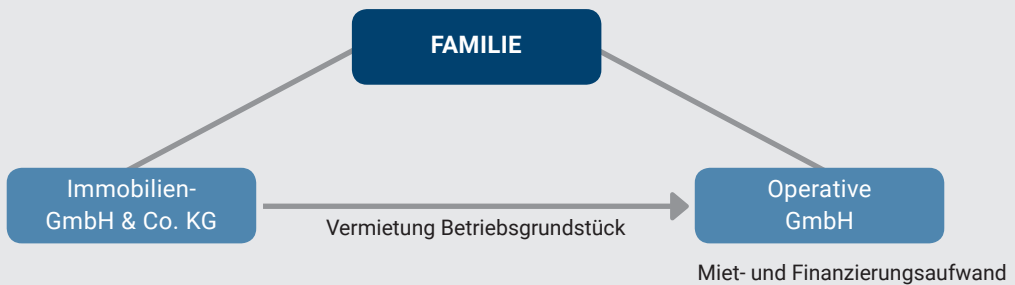 FAMILIE
Immobilien-
GmbH & Co. KG
Vermietung Betriebsgrundstück
Operative
GmbH
Miet- und Finanzierungsaufwand